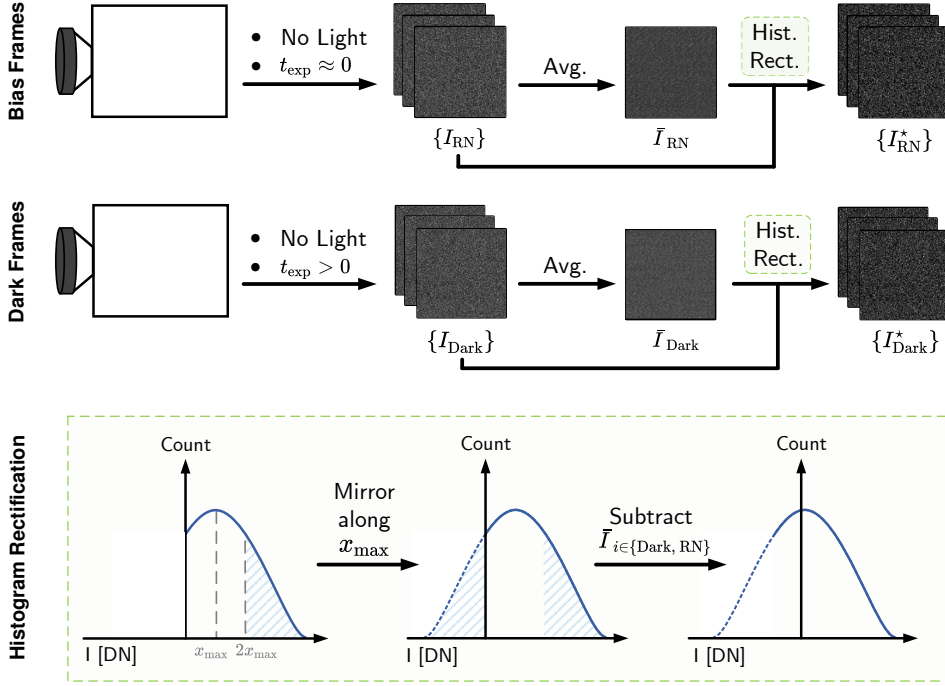 Bias Frames
• No Light
• t_exp ≈ 0
{I_RN}
Avg.
Ī_RN
Hist.
Rect.
{I*_RN}
Dark Frames
• No Light
• t_exp > 0
{I_Dark}
Avg.
Ī_Dark
Hist.
Rect.
{I*_Dark}
Histogram Rectification
Count
I [DN]
x_max
2x_max
Mirror
along
x_max
Count
I [DN]
Subtract
Ī_i∈{Dark, RN}
Count
I [DN]